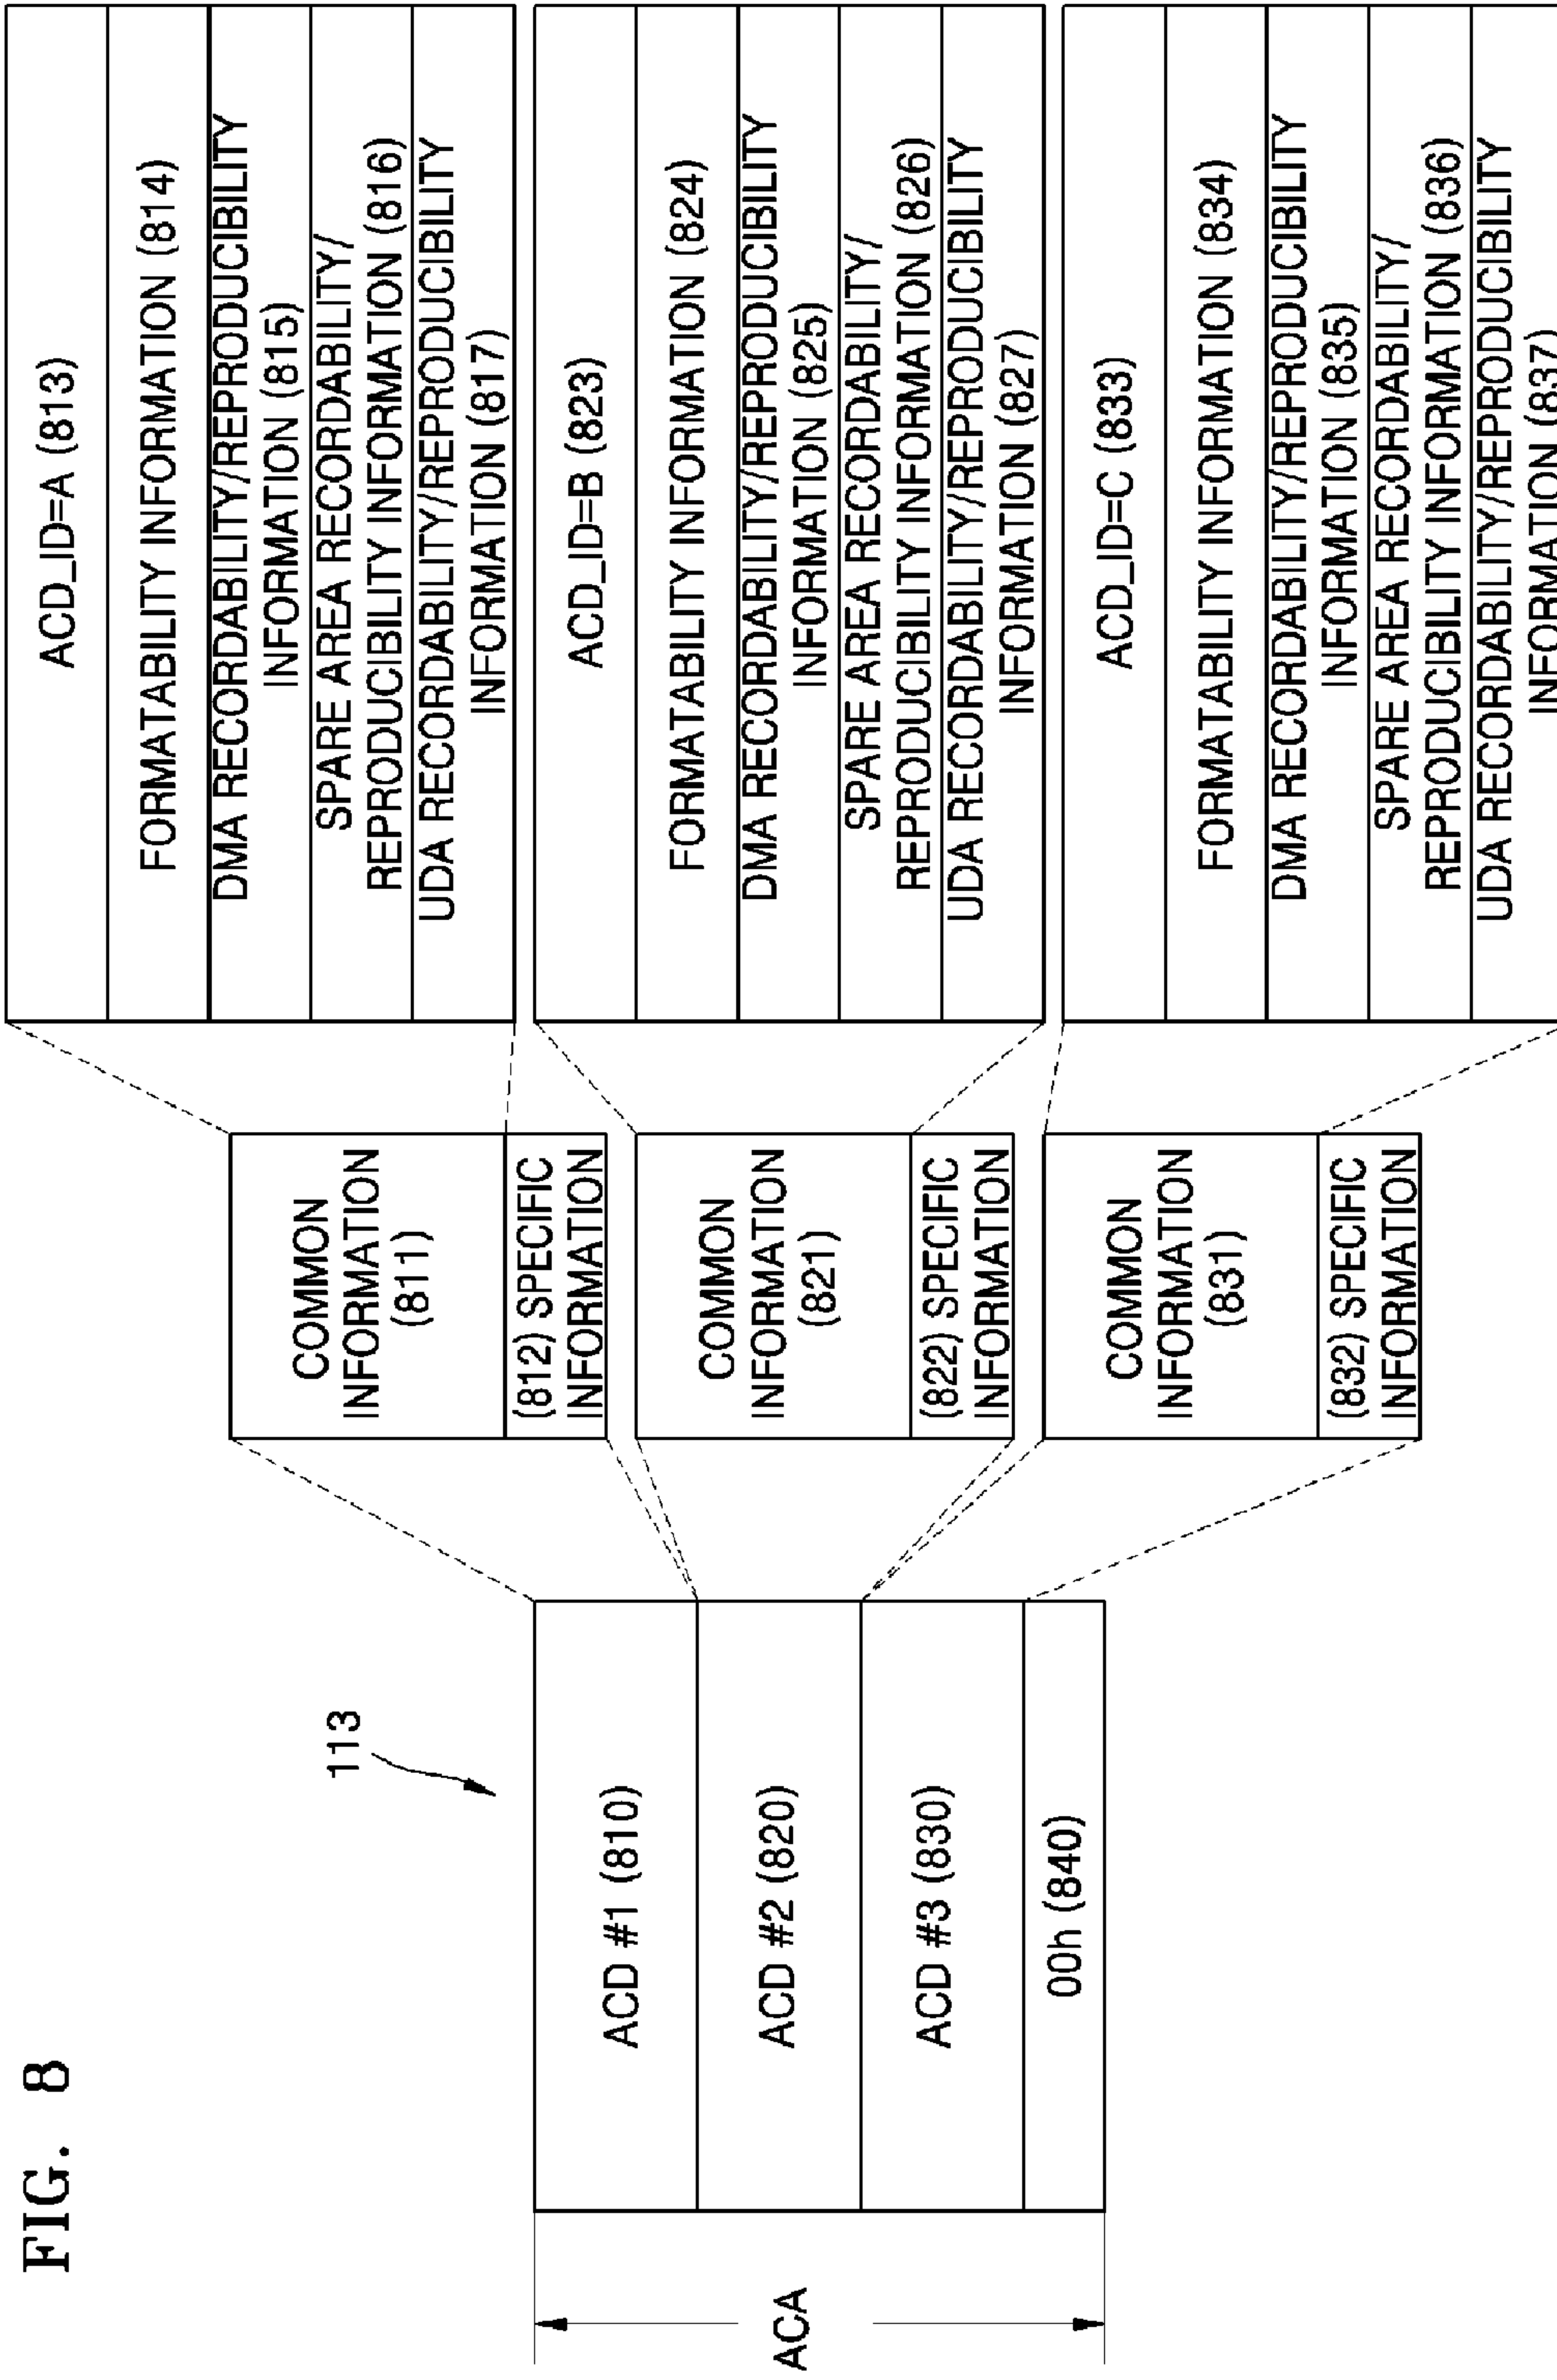 FIG. 8
ACA
113
ACD #1 (810)
ACD #2 (820)
ACD #3 (830)
00h (840)
COMMON
INFORMATION
(811)
(812) SPECIFIC
INFORMATION
COMMON
INFORMATION
(821)
(822) SPECIFIC
INFORMATION
COMMON
INFORMATION
(831)
(832) SPECIFIC
INFORMATION
ACD_ID=A (813)
FORMATABILITY INFORMATION (814)
DMA RECORDABILITY/REPRODUCIBILITY
INFORMATION (815)
SPARE AREA RECORDABILITY/
REPRODUCIBILITY INFORMATION (816)
UDA RECORDABILITY/REPRODUCIBILITY
INFORMATION (817)
ACD_ID=B (823)
FORMATABILITY INFORMATION (824)
DMA RECORDABILITY/REPRODUCIBILITY
INFORMATION (825)
SPARE AREA RECORDABILITY/
REPRODUCIBILITY INFORMATION (826)
UDA RECORDABILITY/REPRODUCIBILITY
INFORMATION (827)
ACD_ID=C (833)
FORMATABILITY INFORMATION (834)
DMA RECORDABILITY/REPRODUCIBILITY
INFORMATION (835)
SPARE AREA RECORDABILITY/
REPRODUCIBILITY INFORMATION (836)
UDA RECORDABILITY/REPRODUCIBILITY
INFORMATION (837)